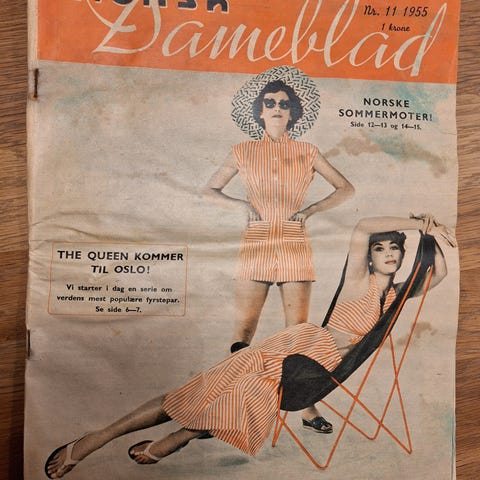 NORSK
Dameblad
Nr. 11 1955
1 krone
NORSKE
SOMMERMOTER!
Side 12—13 og 14—15.
THE QUEEN KOMMER
TIL OSLO!
Vi starter i dag en serie om
verdens mest populære fyrstepar.
Se side 6—7.